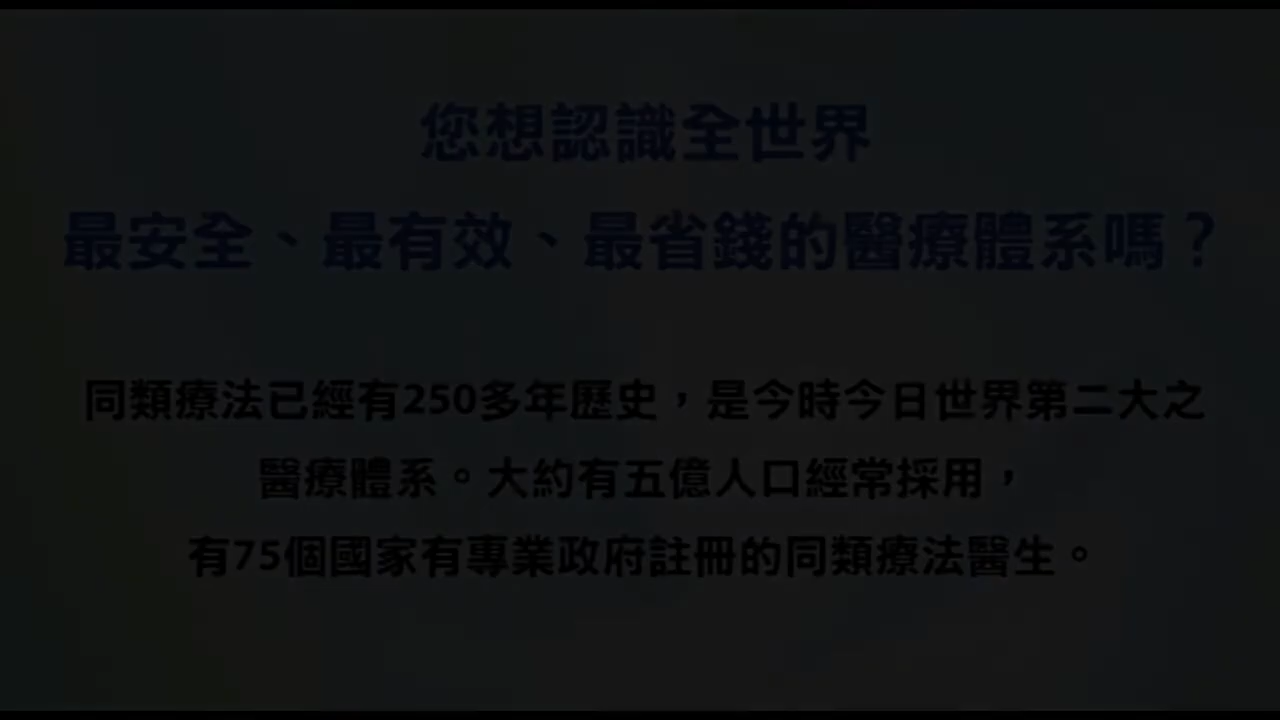 您想認識全世界
最安全、最有效、最省錢的醫療體系嗎？
同類療法已經有250多年歷史，是今時今日世界第二大之
醫療體系。大約有五億人口經常採用，
有75個國家有專業政府註冊的同類療法醫生。